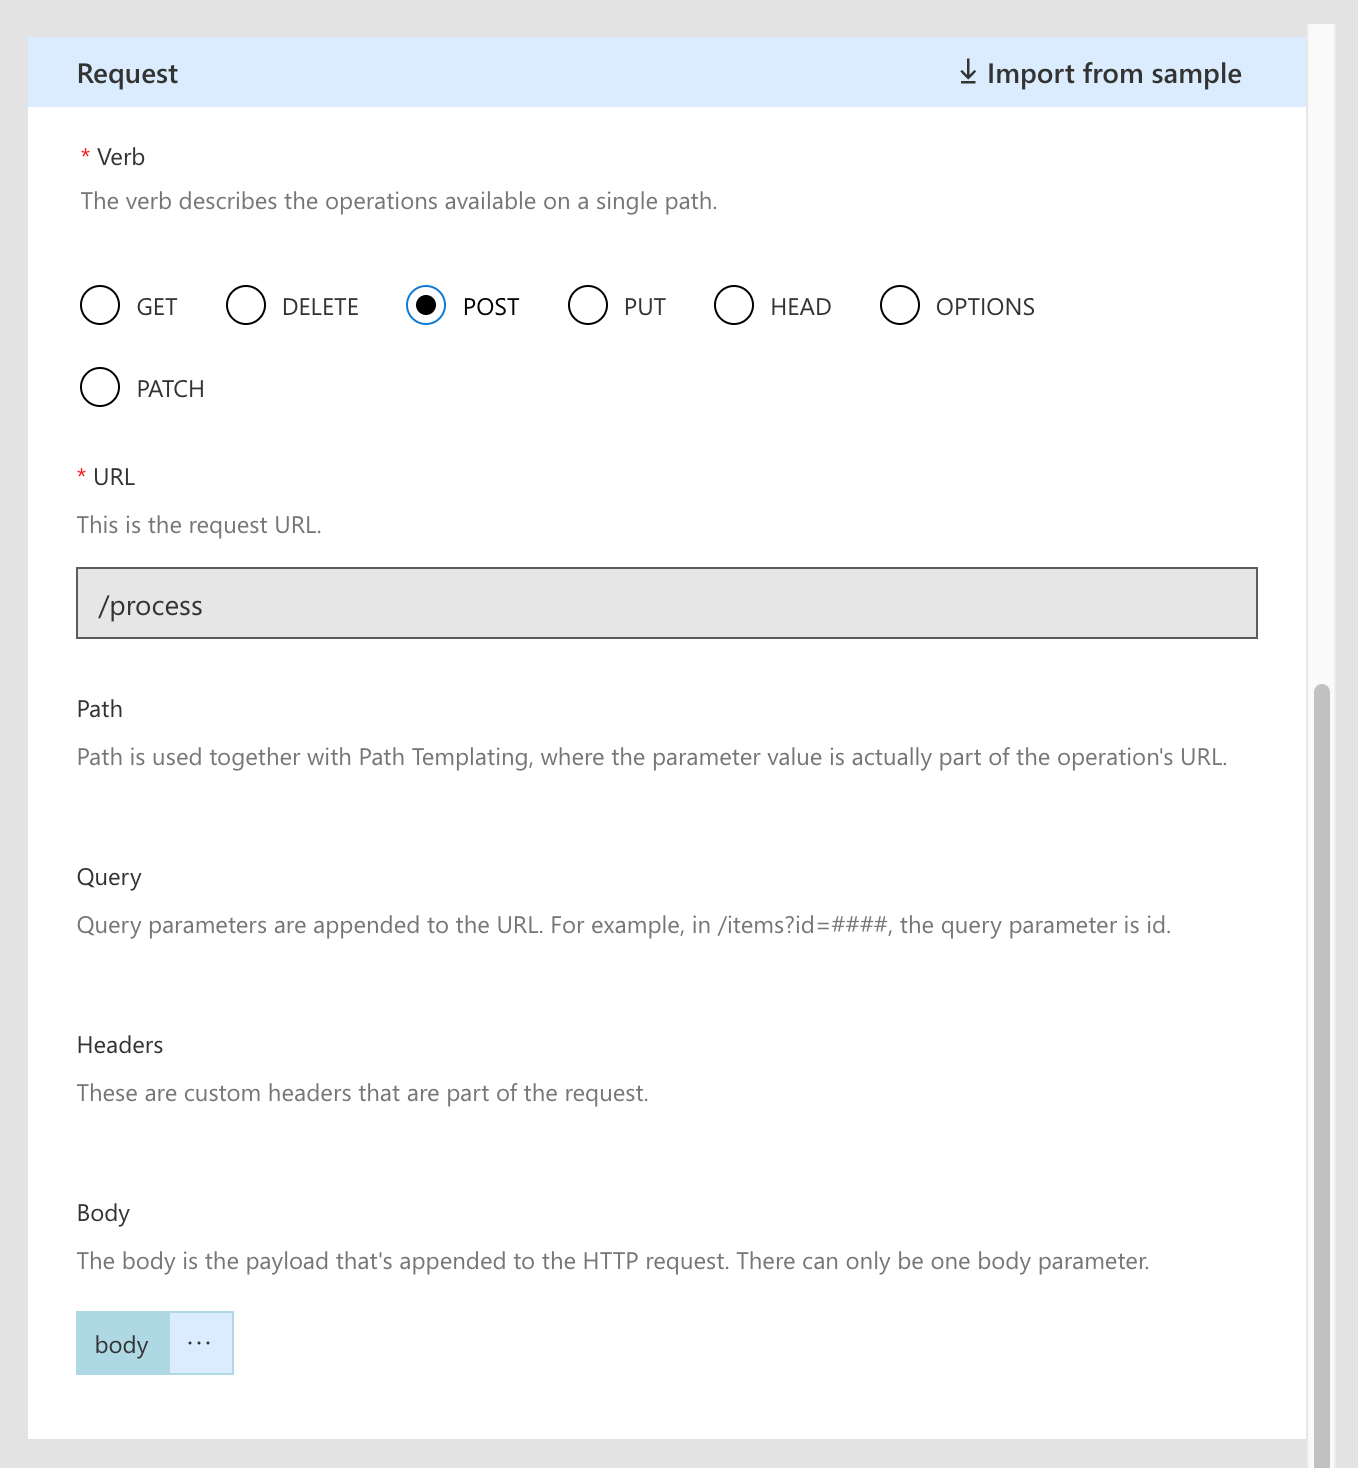 Request
Import from sample
* Verb
The verb describes the operations available on a single path.
GET DELETE POST PUT HEAD OPTIONS
PATCH
* URL
This is the request URL.
/process
Path
Path is used together with Path Templating, where the parameter value is actually part of the operation's URL.
Query
Query parameters are appended to the URL. For example, in /items?id=####, the query parameter is id.
Headers
These are custom headers that are part of the request.
Body
The body is the payload that's appended to the HTTP request. There can only be one body parameter.
body ···